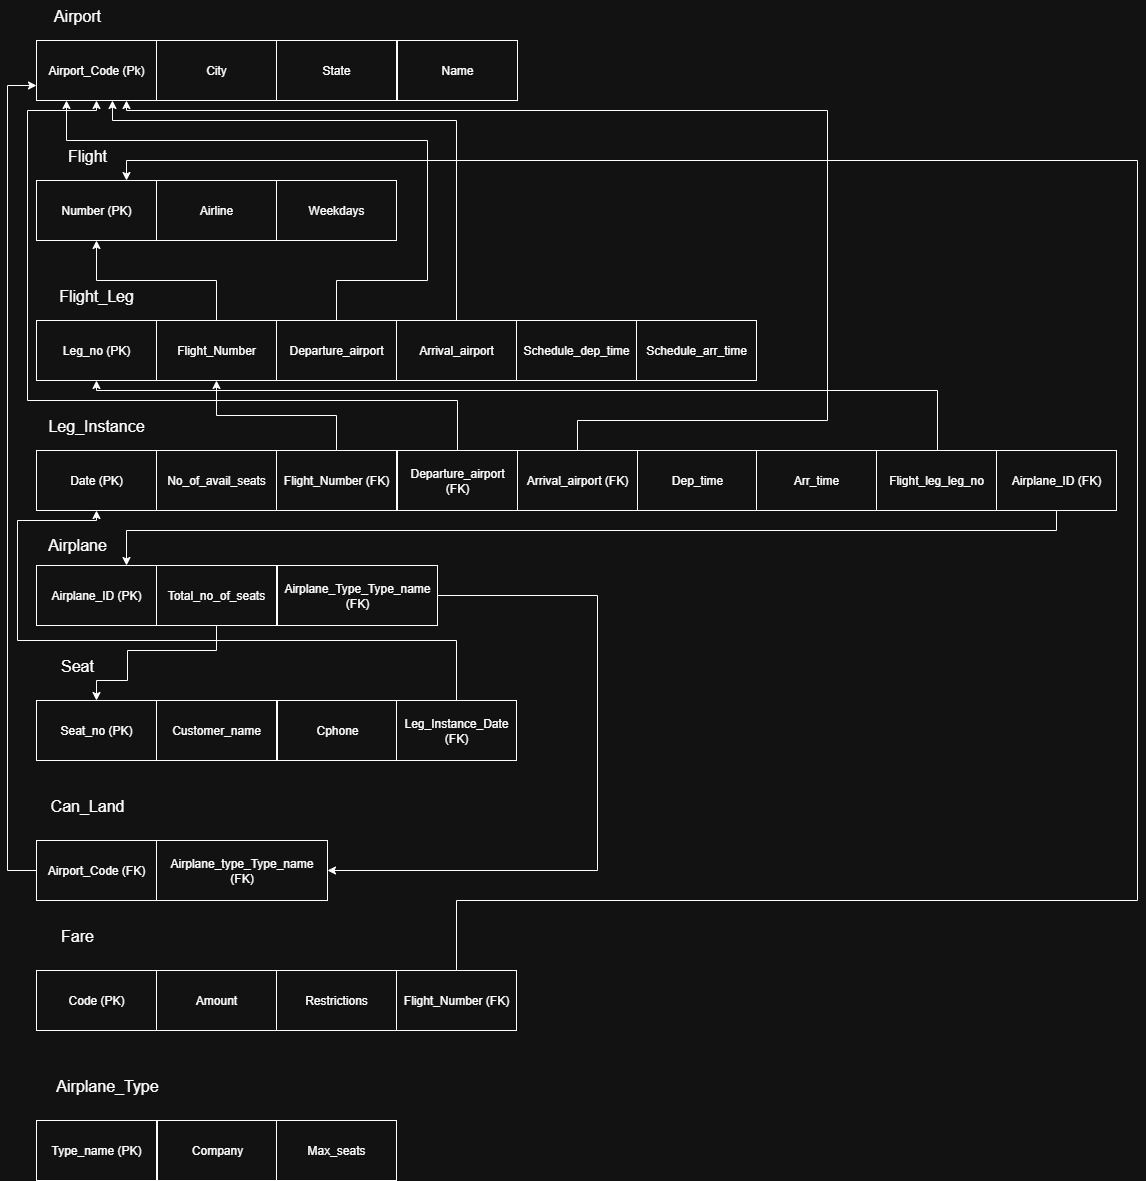 Airport
Airport_Code (Pk) City State Name
Flight
Number (PK) Airline Weekdays
Flight_Leg
Leg_no (PK) Flight_Number Departure_airport Arrival_airport Schedule_dep_time Schedule_arr_time
Leg_Instance
Date (PK) No_of_avail_seats Flight_Number (FK) Departure_airport (FK) Arrival_airport (FK) Dep_time Arr_time Flight_leg_leg_no Airplane_ID (FK)
Airplane
Airplane_ID (PK) Total_no_of_seats Airplane_Type_Type_name (FK)
Seat
Seat_no (PK) Customer_name Cphone Leg_Instance_Date (FK)
Can_Land
Airport_Code (FK) Airplane_type_Type_name (FK)
Fare
Code (PK) Amount Restrictions Flight_Number (FK)
Airplane_Type
Type_name (PK) Company Max_seats